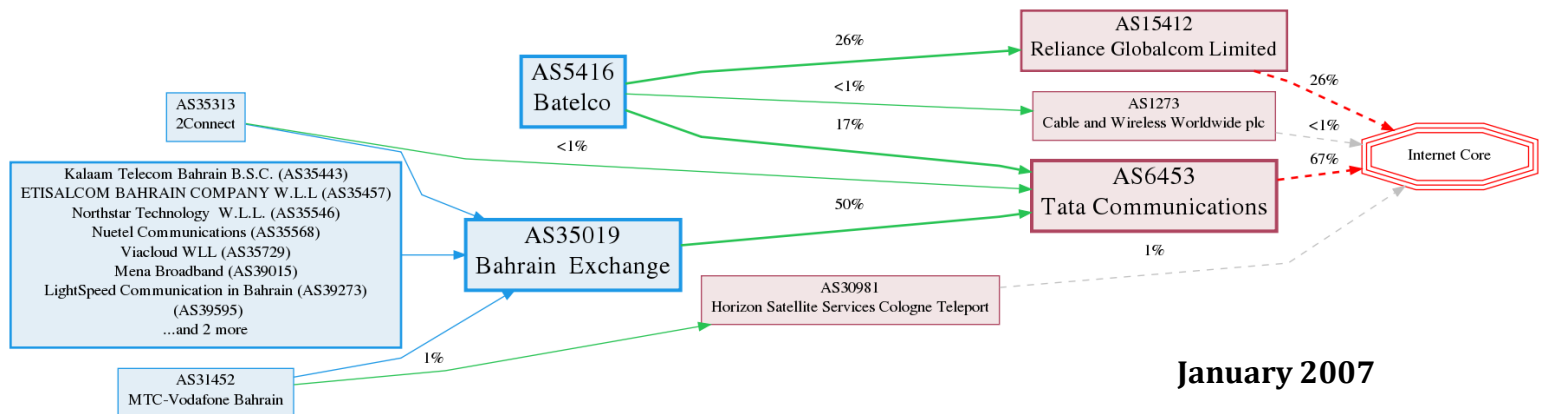 AS15412
Reliance Globalcom Limited
26%
26%
AS5416
Batelco
<1%
AS1273
Cable and Wireless Worldwide plc
<1%
AS35313
2Connect
17%
<1%
Internet Core
67%
Kalaam Telecom Bahrain B.S.C. (AS35443)
ETISALCOM BAHRAIN COMPANY W.L.L (AS35457)
Northstar Technology  W.L.L. (AS35546)
Nuetel Communications (AS35568)
Viacloud WLL (AS35729)
Mena Broadband (AS39015)
LightSpeed Communication in Bahrain (AS39273)
(AS39595)
...and 2 more
AS6453
Tata Communications
50%
AS35019
Bahrain  Exchange
1%
AS30981
Horizon Satellite Services Cologne Teleport
1%
AS31452
MTC-Vodafone Bahrain
January 2007